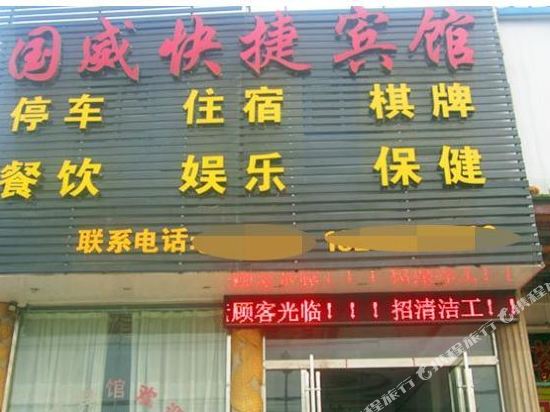 国威快捷宾馆
停车 住宿 棋牌
餐饮 娱乐 保健
联系电话:
顾客光临！！！招清洁工！！
馆
携程旅行